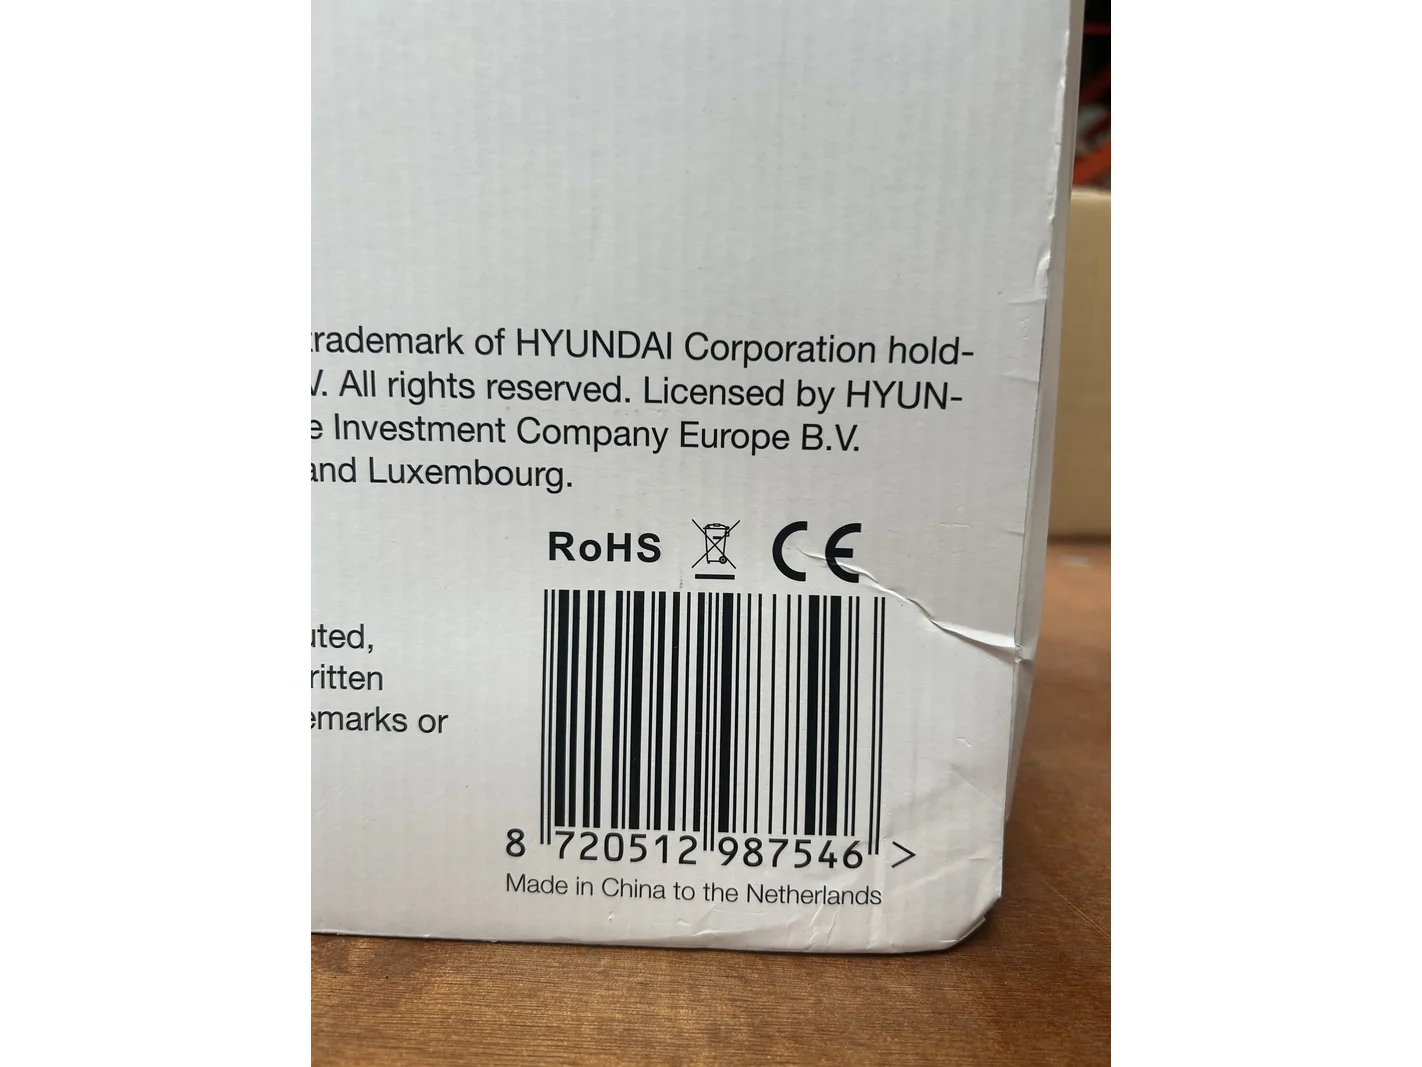 trademark of HYUNDAI Corporation hold-
V. All rights reserved. Licensed by HYUN-
e Investment Company Europe B.V.
and Luxembourg.
RoHS CE
uted,
ritten
emarks or
8 720512 987546 >
Made in China to the Netherlands